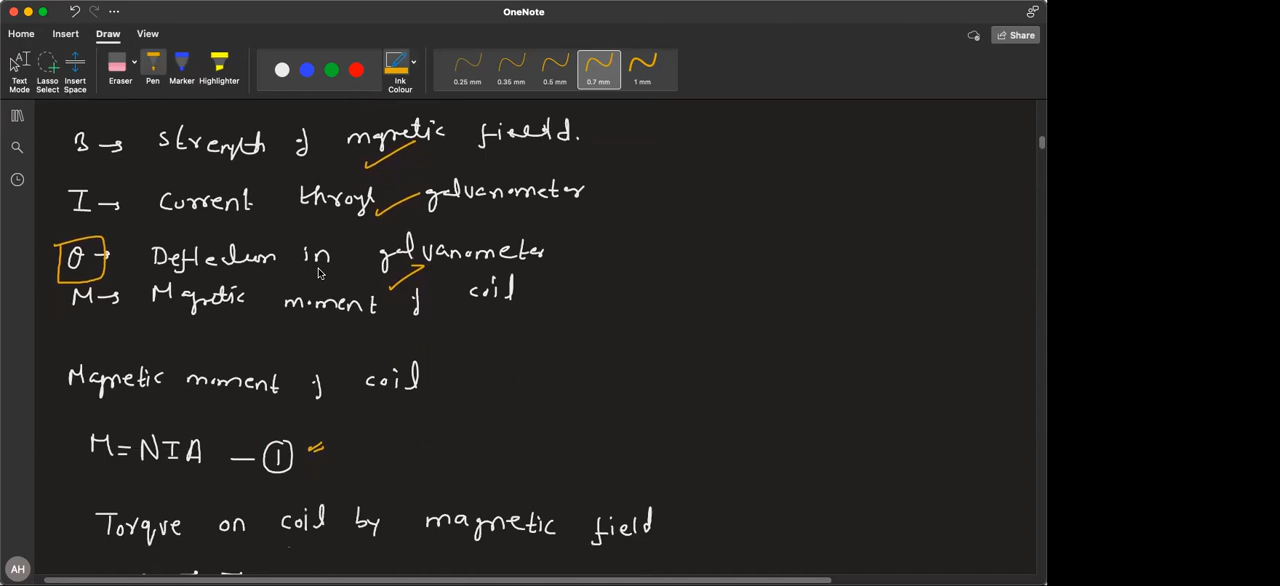 OneNote
Home Insert Draw View
Share
Text Mode Lasso Select Insert Space Eraser Pen Marker Highlighter Ink Colour 0.25 mm 0.35 mm 0.5 mm 0.7 mm 1 mm
B → Strength of magnetic fieeld.
I → Current through galvanometer
θ → Deflection in galvanometer
M → Magnetic moment of coil
Magnetic moment of coil
M = NIA — ①
Torque on coil by magnetic field
AH